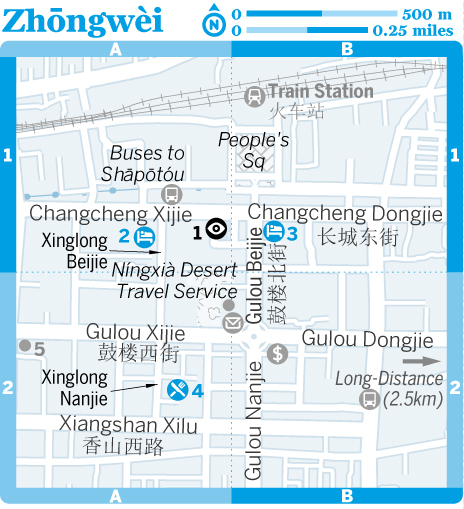 Zhōngwèi
N
0 500 m
0 0.25 miles
A B
Train Station
火车站
People's
Sq
1 1
Buses to
Shāpōtóu
Changcheng Xijie
Changcheng Dongjie
长城东街
2
1
3
Xinglong
Beijie
Gulou Beijie
鼓楼北街
Níngxià Desert
Travel Service
Gulou Xijie
鼓楼西街
Gulou Dongjie
5
$
2 2
Xinglong
Nanjie
4
Long-Distance
(2.5km)
Gulou Nanjie
Xiangshan Xilu
香山西路
A B